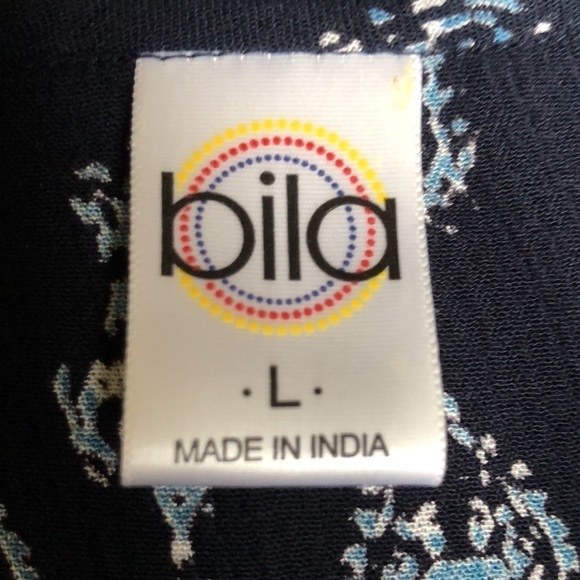 bila
· L ·
MADE IN INDIA